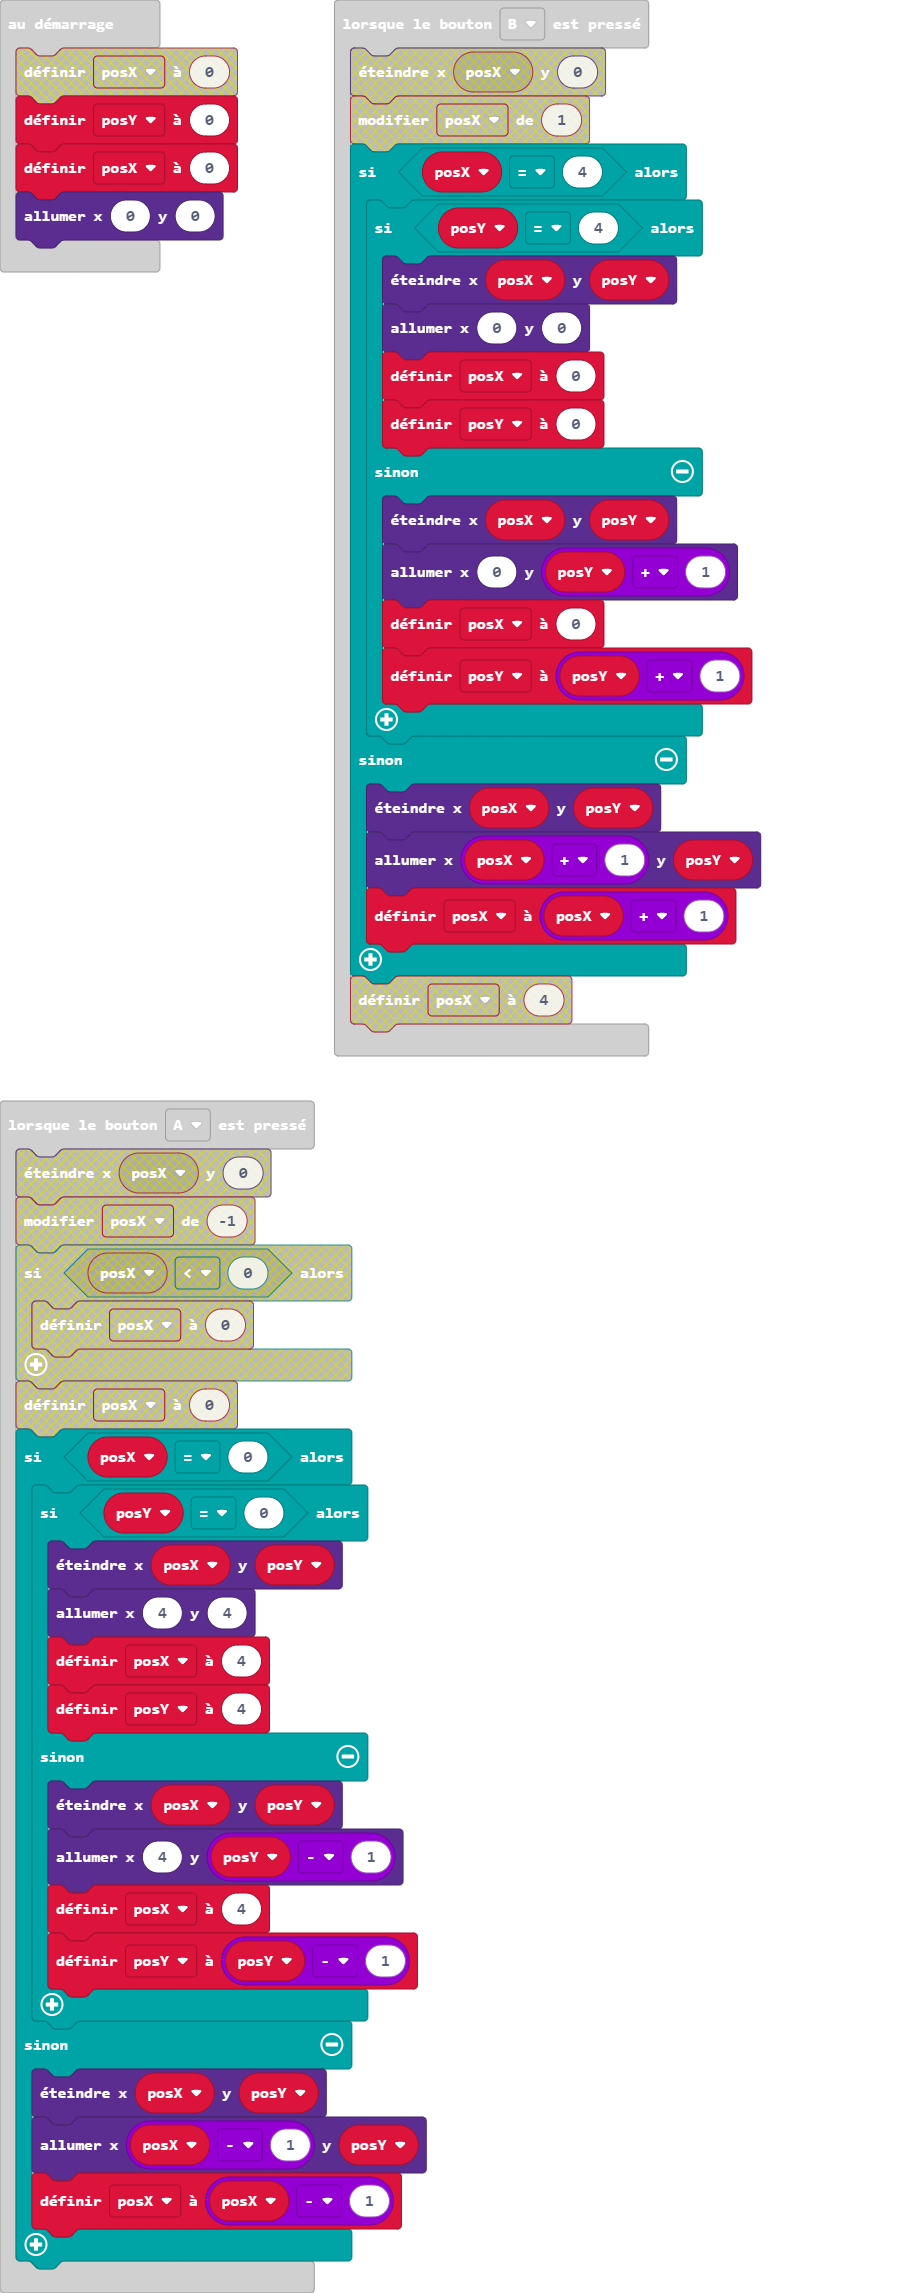 au démarrage
définir posX à 0
définir posY à 0
définir posX à 0
allumer x 0 y 0
lorsque le bouton B est pressé
éteindre x posX y 0
modifier posX de 1
si posX = 4 alors
si posY = 4 alors
éteindre x posX y posY
allumer x 0 y 0
définir posX à 0
définir posY à 0
sinon
éteindre x posX y posY
allumer x 0 y posY + 1
définir posX à 0
définir posY à posY + 1
sinon
éteindre x posX y posY
allumer x posX + 1 y posY
définir posX à posX + 1
définir posX à 4
lorsque le bouton A est pressé
éteindre x posX y 0
modifier posX de -1
si posX < 0 alors
définir posX à 0
définir posX à 0
si posX = 0 alors
si posY = 0 alors
éteindre x posX y posY
allumer x 4 y 4
définir posX à 4
définir posY à 4
sinon
éteindre x posX y posY
allumer x 4 y posY - 1
définir posX à 4
définir posY à posY - 1
sinon
éteindre x posX y posY
allumer x posX - 1 y posY
définir posX à posX - 1